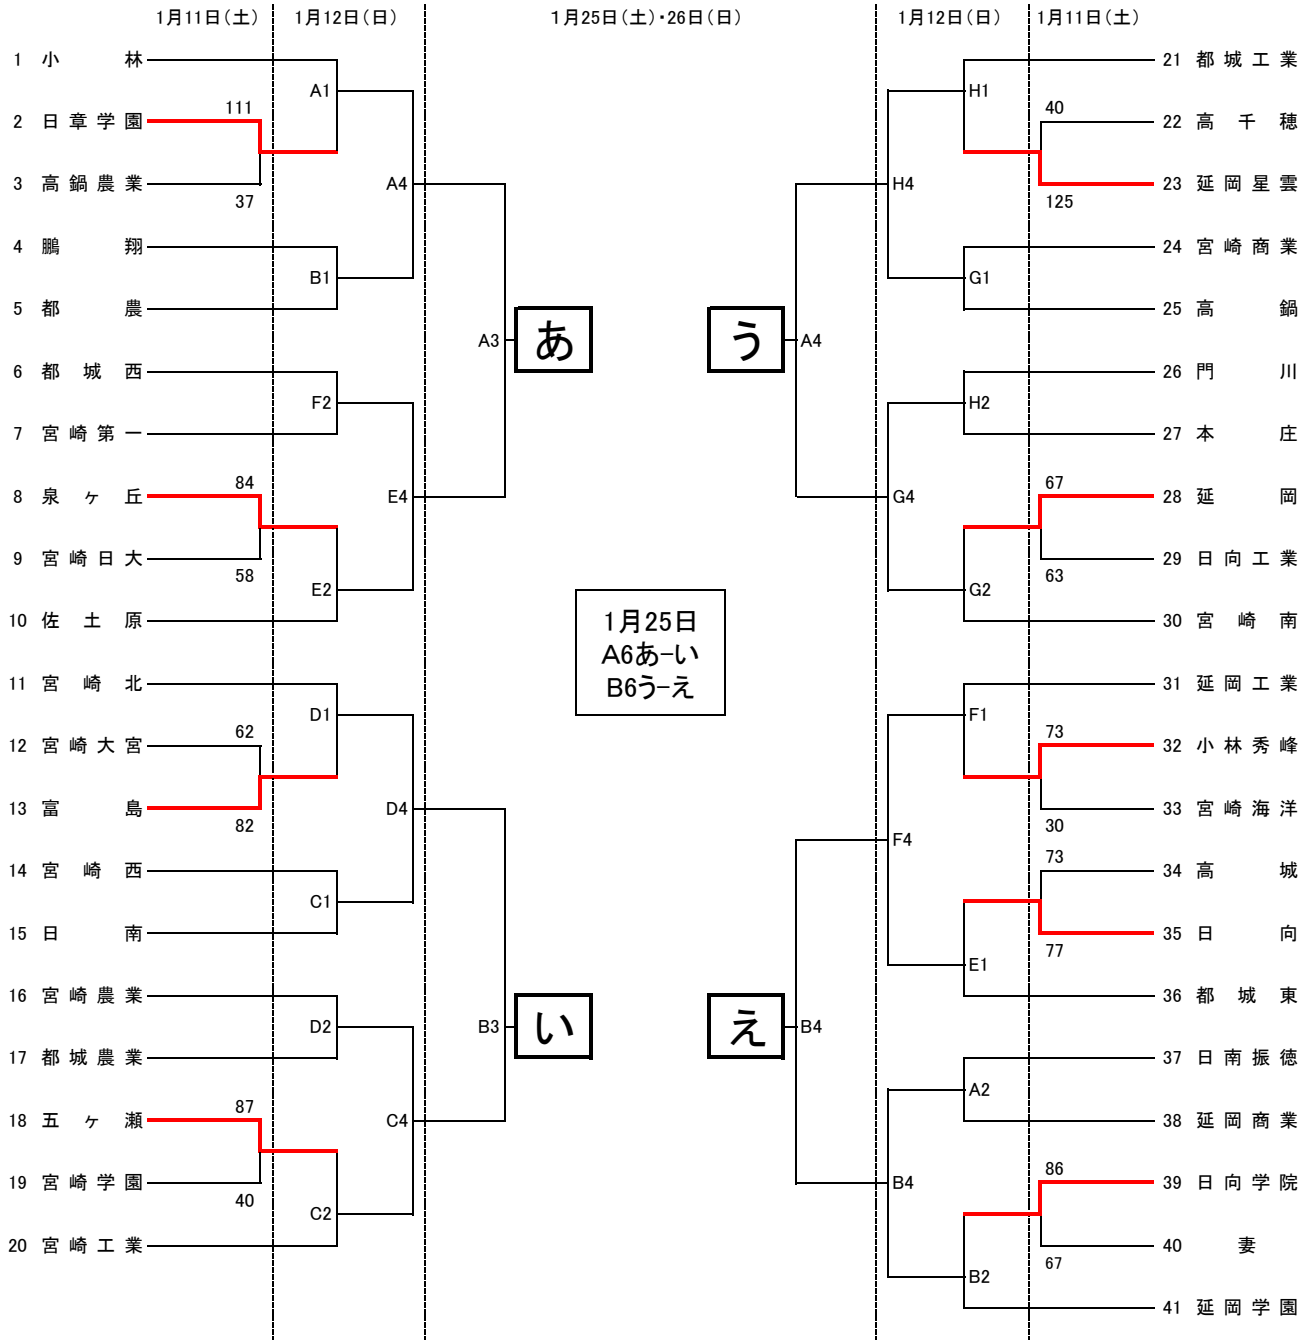 1月11日(土) 1月12日(日) 1月25日(土)・26日(日) 1月12日(日) 1月11日(土)
1 小林
2 日章学園 111
3 高鍋農業 37
4 鵬翔
5 都農
6 都城西
7 宮崎第一
8 泉ヶ丘 84
9 宮崎日大 58
10 佐土原
11 宮崎北
12 宮崎大宮 62
13 富島 82
14 宮崎西
15 日南
16 宮崎農業
17 都城農業
18 五ヶ瀬 87
19 宮崎学園 40
20 宮崎工業
A1
B1
F2
E2
D1
C1
D2
C2
A4
E4
D4
C4
A3
B3
あ
い
1月25日
A6あ-い
B6う-え
う
え
A4
B4
H4
G4
F4
B4
H1
G1
H2
G2
F1
E1
A2
B2
21 都城工業
40 22 高千穂
125 23 延岡星雲
24 宮崎商業
25 高鍋
26 門川
27 本庄
67 28 延岡
63 29 日向工業
30 宮崎南
31 延岡工業
73 32 小林秀峰
30 33 宮崎海洋
73 34 高城
77 35 日向
36 都城東
37 日南振徳
38 延岡商業
86 39 日向学院
67 40 妻
41 延岡学園